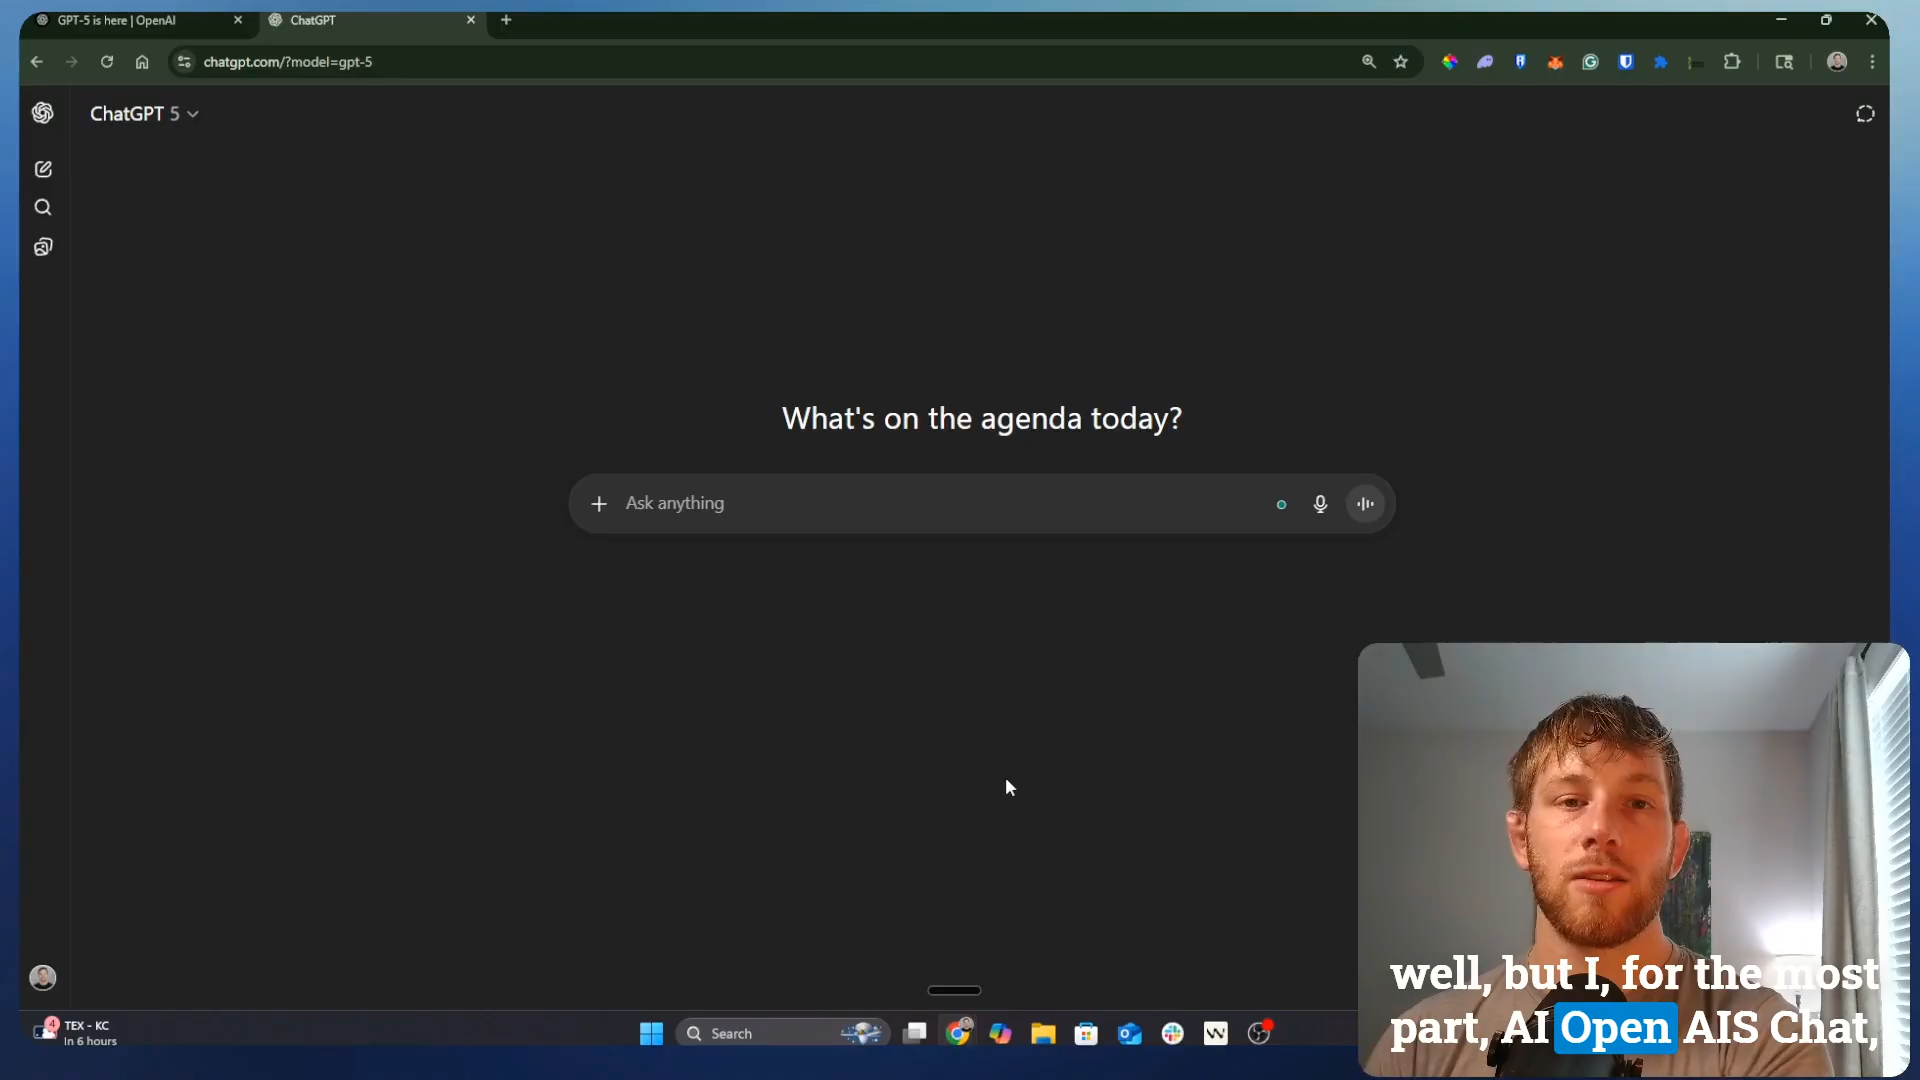 GPT-5 is here | OpenAI
ChatGPT
chatgpt.com/?model=gpt-5
ChatGPT 5
What's on the agenda today?
Ask anything
well, but I, for the most
part, AI Open AIS Chat,
4
TEX - KC
In 6 hours
Search